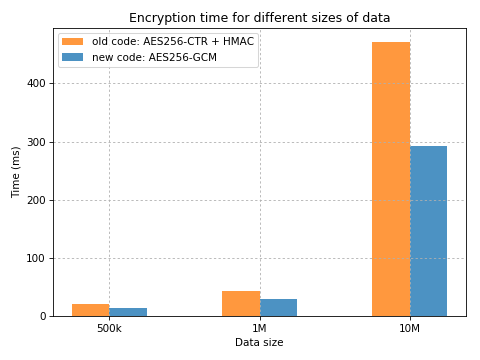 Encryption time for different sizes of data
old code: AES256-CTR + HMAC
new code: AES256-GCM
400
300
200
100
0
Time (ms)
500k
1M
10M
Data size